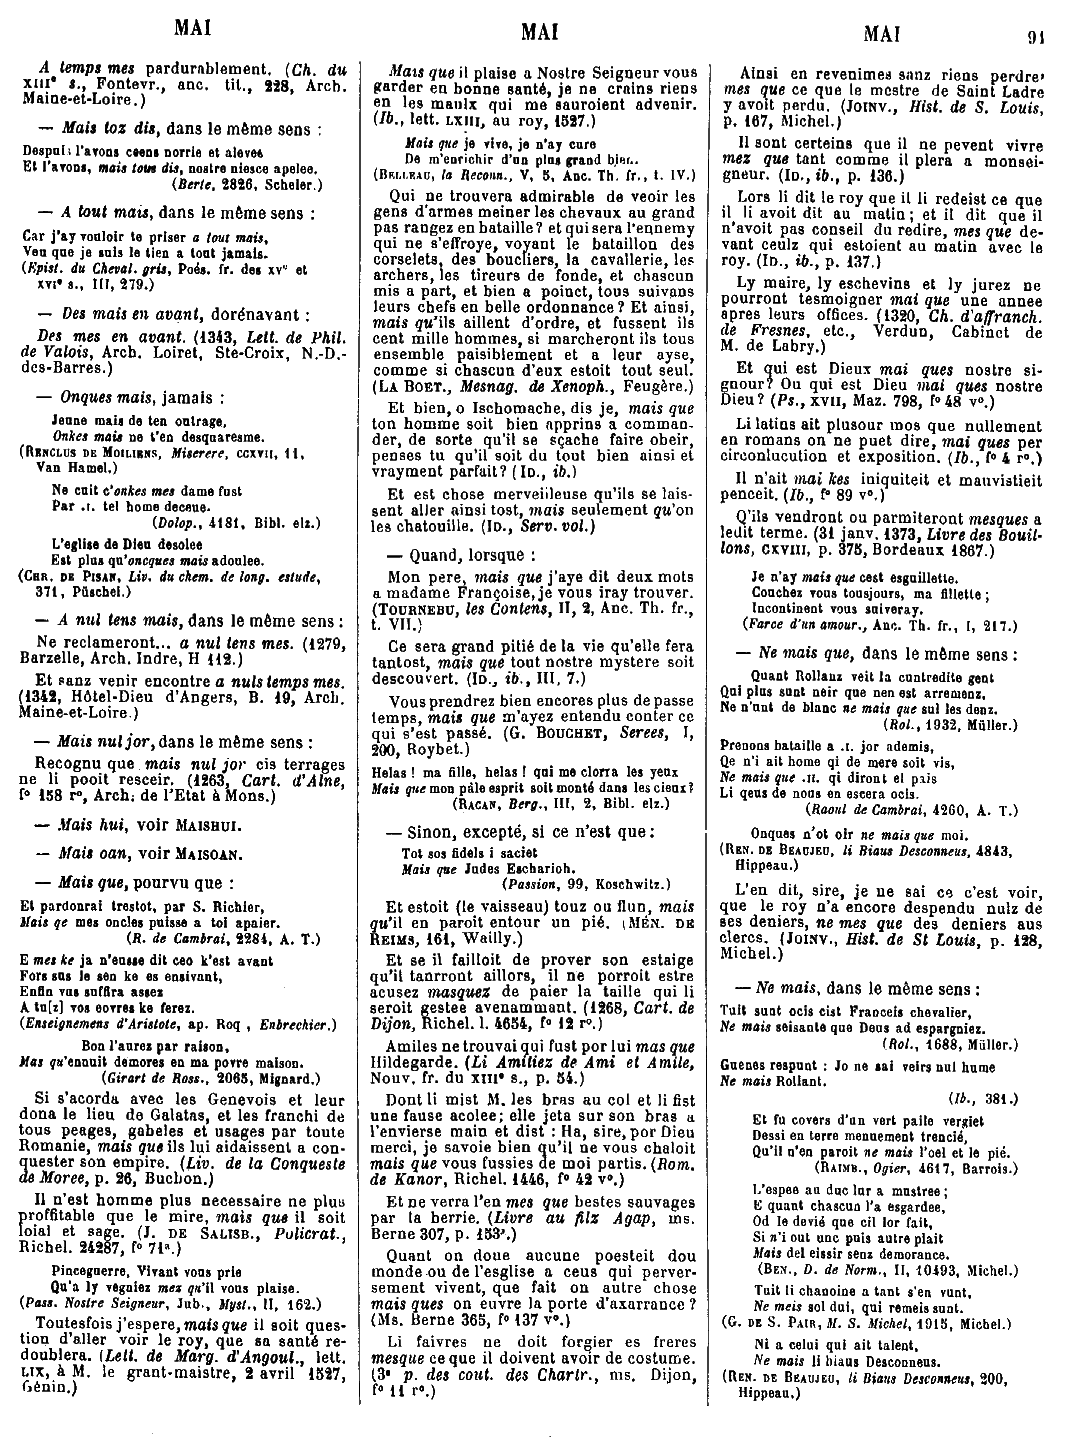 MAI
MAI
MAI
91
A temps mes pardurablement. (Ch. du
XIIIe s., Fontevr., anc. tit., 228, Arch.
Maine-et-Loire.)
— Mais toz dis, dans le même sens :
Despuis l'avons ceens norrie et alevee
Et l'avons, mais tous dis, nostre niesce apelee.
(Berte, 2826, Scheler.)
— A tout mais, dans le même sens :
Car j'ay vouloir te priser a tout mais,
Veu que je suis le tien a tout jamais.
(Epist. du Cheval. gris, Poés. fr. des XVe et
XVIe s., III, 279.)
— Des mais en avant, dorénavant :
Des mes en avant. (1343, Lett. de Phil.
de Valois, Arch. Loiret, Ste-Croix, N.-D.-
des-Barres.)
— Onques mais, jamais :
Jeune mais de ten outrage,
Onkes mais ne t'en desquaresme.
(RENCLUS DE MOILIENS, Miserere, CCXVII, 11,
Van Hamel.)
Ne cuit c'onkes mes dame fust
Par .I. tel home deceue.
(Dolop., 4181, Bibl. elz.)
L'eglise de Dieu desolee
Est plus qu'oncques mais adoulee.
(CHR. DE PISAN, Liv. du chem. de long. estude,
371, Püschel.)
— A nul tens mais, dans le même sens :
Ne reclameront... a nul tens mes. (1279,
Barzelle, Arch. Indre, H 112.)
Et sanz venir encontre a nuls temps mes.
(1342, Hôtel-Dieu d'Angers, B. 19, Arch.
Maine-et-Loire.)
— Mais nul jor, dans le même sens :
Recognu que mais nul jor cis terrages
ne li pooit resceir. (1263, Cart. d'Alne,
fo 158 ro, Arch. de l'Etat à Mons.)
— Mais hui, voir MAISHUI.
— Mais oan, voir MAISOAN.
— Mais que, pourvu que :
Et pardonrai trestot, par S. Richier,
Mais qe mes oncles puisse a toi apaier.
(R. de Cambrai, 2284, A. T.)
E mes ke ja n'eusse dit ceo k'est avant
Fors sus le sen ke es ensivant,
Enfin vus suffira assez
A tu[z] vos oovres ke ferez.
(Enseignemens d'Aristote, ap. Roq , Enbrechier.)
Bon l'aurez par raison,
Mas qu'ennuit demores en ma povre maison.
(Girart de Ross., 2065, Mignard.)
Si s'acorda avec les Genevois et leur
dona le lieu de Galatas, et les franchi de
tous peages, gabeles et usages par toute
Romanie, mais que ils lui aidaissent a con-
quester son empire. (Liv. de la Conqueste
de Moree, p. 26, Buchon.)
Il n'est homme plus necessaire ne plus
proffitable que le mire, mais que il soit
loial et sage. (J. DE SALISB., Policrat.,
Richel. 24287, fo 71a.)
Pinceguerre, Vivant vous prie
Qu'a ly vegniez mez qu'il vous plaise.
(Pass. Nostre Seigneur, Jub., Myst., II, 162.)
Toutesfois j'espere, mais que il soit ques-
tion d'aller voir le roy, que sa santé re-
doublera. (Lett. de Marg. d'Angoul., lett.
LIX, à M. le grant-maistre, 2 avril 1527,
Génin.)
Mais que il plaise a Nostre Seigneur vous
garder en bonne santé, je ne crains riens
en les maulx qui me sauroient advenir.
(Ib., lett. LXIII, au roy, 1527.)
Mais que je vive, je n'ay cure
De m'enrichir d'un plus grand bien.
(BELLEAU, la Reconn., V, 5, Anc. Th. fr., t. IV.)
Qui ne trouvera admirable de veoir les
gens d'armes meiner les chevaux au grand
pas rangez en bataille? et qui sera l'ennemy
qui ne s'effroye, voyant le bataillon des
corselets, des boucliers, la cavallerie, les
archers, les tireurs de fonde, et chascun
mis a part, et bien a poinct, tous suivans
leurs chefs en belle ordonnance? Et ainsi,
mais qu'ils aillent d'ordre, et fussent ils
cent mille hommes, si marcheront ils tous
ensemble paisiblement et a leur ayse,
comme si chascun d'eux estoit tout seul.
(LA BOET., Mesnag. de Xenoph., Feugère.)
Et bien, o Ischomache, dis je, mais que
ton homme soit bien apprins a comman-
der, de sorte qu'il se sçache faire obeir,
penses tu qu'il soit du tout bien ainsi et
vrayment parfait? (ID., ib.)
Et est chose merveilleuse qu'ils se lais-
sent aller ainsi tost, mais seulement qu'on
les chatouille. (ID., Serv. vol.)
— Quand, lorsque :
Mon pere, mais que j'aye dit deux mots
a madame Françoise, je vous iray trouver.
(TOURNEBU, les Contens, II, 2, Anc. Th. fr.,
t. VII.)
Ce sera grand pitié de la vie qu'elle fera
tantost, mais que tout nostre mystere soit
descouvert. (ID., ib., III, 7.)
Vous prendrez bien encores plus de passe
temps, mais que m'ayez entendu conter ce
qui s'est passé. (G. BOUCHET, Serees, I,
200, Roybet.)
Helas ! ma fille, helas ! qui me clorra les yeux
Mais que mon pâle esprit soit monté dans les cieux?
(RACAN, Berg., III, 2, Bibl. elz.)
— Sinon, excepté, si ce n'est que :
Tot sos fidels i saciet
Mais que Judes Escharioh.
(Passion, 99, Koschwitz.)
Et estoit (le vaisseau) touz ou flun, mais
qu'il en paroit entour un pié. (MÉN. DE
REIMS, 161, Wailly.)
Et se il failloit de prover son estaige
qu'il tanrront aillors, il ne porroit estre
acusez masquez de paier la taille qui li
seroit gestee avenammant. (1268, Cart. de
Dijon, Richel. l. 4654, fo 12 ro.)
Amiles ne trouvai qui fust por lui mas que
Hildegarde. (Li Amitiez de Ami et Amile,
Nouv. fr. du XIIIe s., p. 54.)
Dont li mist M. les bras au col et li fist
une fause acolee; elle jeta sur son bras a
l'envierse main et dist : Ha, sire, por Dieu
merci, je savoie bien qu'il ne vous chaloit
mais que vous fussies de moi partis. (Rom.
de Kanor, Richel. 1446, fo 42 vo.)
Et ne verra l'en mes que bestes sauvages
par la berrie. (Livre au filz Agap, ms.
Berne 307, p. 153a.)
Quant on doue aucune poesteit dou
monde ou de l'esglise a ceus qui perver-
sement vivent, que fait on autre chose
mais ques on euvre la porte d'axarrance ?
(Ms. Berne 365, fo 137 vo.)
Li faivres ne doit forgier es freres
mesque ce que il doivent avoir de costume.
(3e p. des cout. des Chartr., ms. Dijon,
fo 11 ro.)
Ainsi en revenimes sanz riens perdre,
mes que ce que le mestre de Saint Ladre
y avoit perdu. (JOINV., Hist. de S. Louis,
p. 167, Michel.)
Il sont certeins que il ne pevent vivre
mez que tant comme il plera a monsei-
gneur. (ID., ib., p. 136.)
Lors li dit le roy que il li redeist ce que
il li avoit dit au matin; et il dit que il
n'avoit pas conseil du redire, mes que de-
vant ceulz qui estoient au matin avec le
roy. (ID., ib., p. 137.)
Ly maire, ly eschevins et ly jurez ne
pourront tesmoigner mai que une annee
apres leurs offices. (1320, Ch. d'affranch.
de Fresnes, etc., Verdun, Cabinet de
M. de Labry.)
Et qui est Dieux mai ques nostre si-
gnour? Ou qui est Dieu mai ques nostre
Dieu? (Ps., XVII, Maz. 798, fo 48 vo.)
Li latins ait plusour mos que nullement
en romans on ne puet dire, mai ques per
circonlucution et exposition. (Ib., fo 4 ro.)
Il n'ait mai kes iniquiteit et mauvistieit
penceit. (Ib., fo 89 vo.)
Q'ils vendront ou parmiteront mesques a
ledit terme. (31 janv. 1373, Livre des Bouil-
lons, CXVIII, p. 375, Bordeaux 1867.)
Je n'ay mais que cest esguillette.
Couchez vous tousjours, ma fillette ;
Incontinent vous suiveray.
(Farce d'un amour., Anc. Th. fr., I, 217.)
— Ne mais que, dans le même sens :
Quant Rollanz veit la cuntredite gent
Qui plus sunt neir que nen est arrement,
Ne n'unt de blanc ne mais que sul les denz.
(Rol., 1932, Müller.)
Prenons bataille a .I. jor ademis,
Qe n'i ait home qi de mere soit vis,
Ne mais que .II. qi diront el païs
Li qeus de nous en escera ocis.
(Raoul de Cambrai, 4260, A. T.)
Onques n'ot oïr ne mais que moi.
(REN. DE BEAUJEU, li Biaus Desconneus, 4843,
Hippeau.)
L'en dit, sire, je ne sai ce c'est voir,
que le roy n'a encore despendu nulz de
ses deniers, ne mes que des deniers aus
clercs. (JOINV., Hist. de St Louis, p. 128,
Michel.)
— Ne mais, dans le même sens :
Tuit sunt ocis cist Franceis chevalier,
Ne mais seisante que Deus ad espargniez.
(Rol., 1688, Müller.)
Guenes respunt : Jo ne sai veirs nul hume
Ne mais Rollant.
(Ib., 381.)
Et fu covers d'un vert paile vergiet
Dessi en terre menuement trencié,
Qu'il n'en paroit ne mais l'oel et le pié.
(RAIMB., Ogier, 4617, Barrois.)
L'espee au duc lur a mustree ;
E quant chascun l'a esgardee,
Od le devié que cil lor fait,
Si n'i out unc puis autre plait
Mais del eissir senz demorance.
(BEN., D. de Norm., II, 10493, Michel.)
Tuit li chanoine a tant s'en vunt,
Ne meis sol dui, qui remeis sunt.
(G. DE S. PAIR, M. S. Michel, 1915, Michel.)
Ni a celui qui ait talent,
Ne mais li biaus Desconneus.
(REN. DE BEAUJEU, li Biaus Desconneus, 200,
Hippeau.)